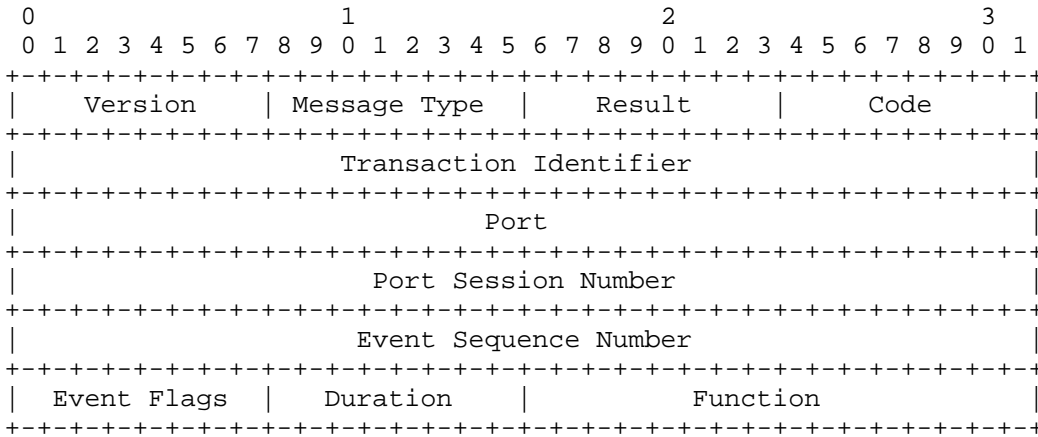 0                   1                   2                   3
 0 1 2 3 4 5 6 7 8 9 0 1 2 3 4 5 6 7 8 9 0 1 2 3 4 5 6 7 8 9 0 1
+-+-+-+-+-+-+-+-+-+-+-+-+-+-+-+-+-+-+-+-+-+-+-+-+-+-+-+-+-+-+-+-+
|    Version    | Message Type  |    Result     |     Code      |
+-+-+-+-+-+-+-+-+-+-+-+-+-+-+-+-+-+-+-+-+-+-+-+-+-+-+-+-+-+-+-+-+
|                    Transaction Identifier                     |
+-+-+-+-+-+-+-+-+-+-+-+-+-+-+-+-+-+-+-+-+-+-+-+-+-+-+-+-+-+-+-+-+
|                             Port                              |
+-+-+-+-+-+-+-+-+-+-+-+-+-+-+-+-+-+-+-+-+-+-+-+-+-+-+-+-+-+-+-+-+
|                      Port Session Number                      |
+-+-+-+-+-+-+-+-+-+-+-+-+-+-+-+-+-+-+-+-+-+-+-+-+-+-+-+-+-+-+-+-+
|                     Event Sequence Number                     |
+-+-+-+-+-+-+-+-+-+-+-+-+-+-+-+-+-+-+-+-+-+-+-+-+-+-+-+-+-+-+-+-+
|  Event Flags  |   Duration    |          Function             |
+-+-+-+-+-+-+-+-+-+-+-+-+-+-+-+-+-+-+-+-+-+-+-+-+-+-+-+-+-+-+-+-+